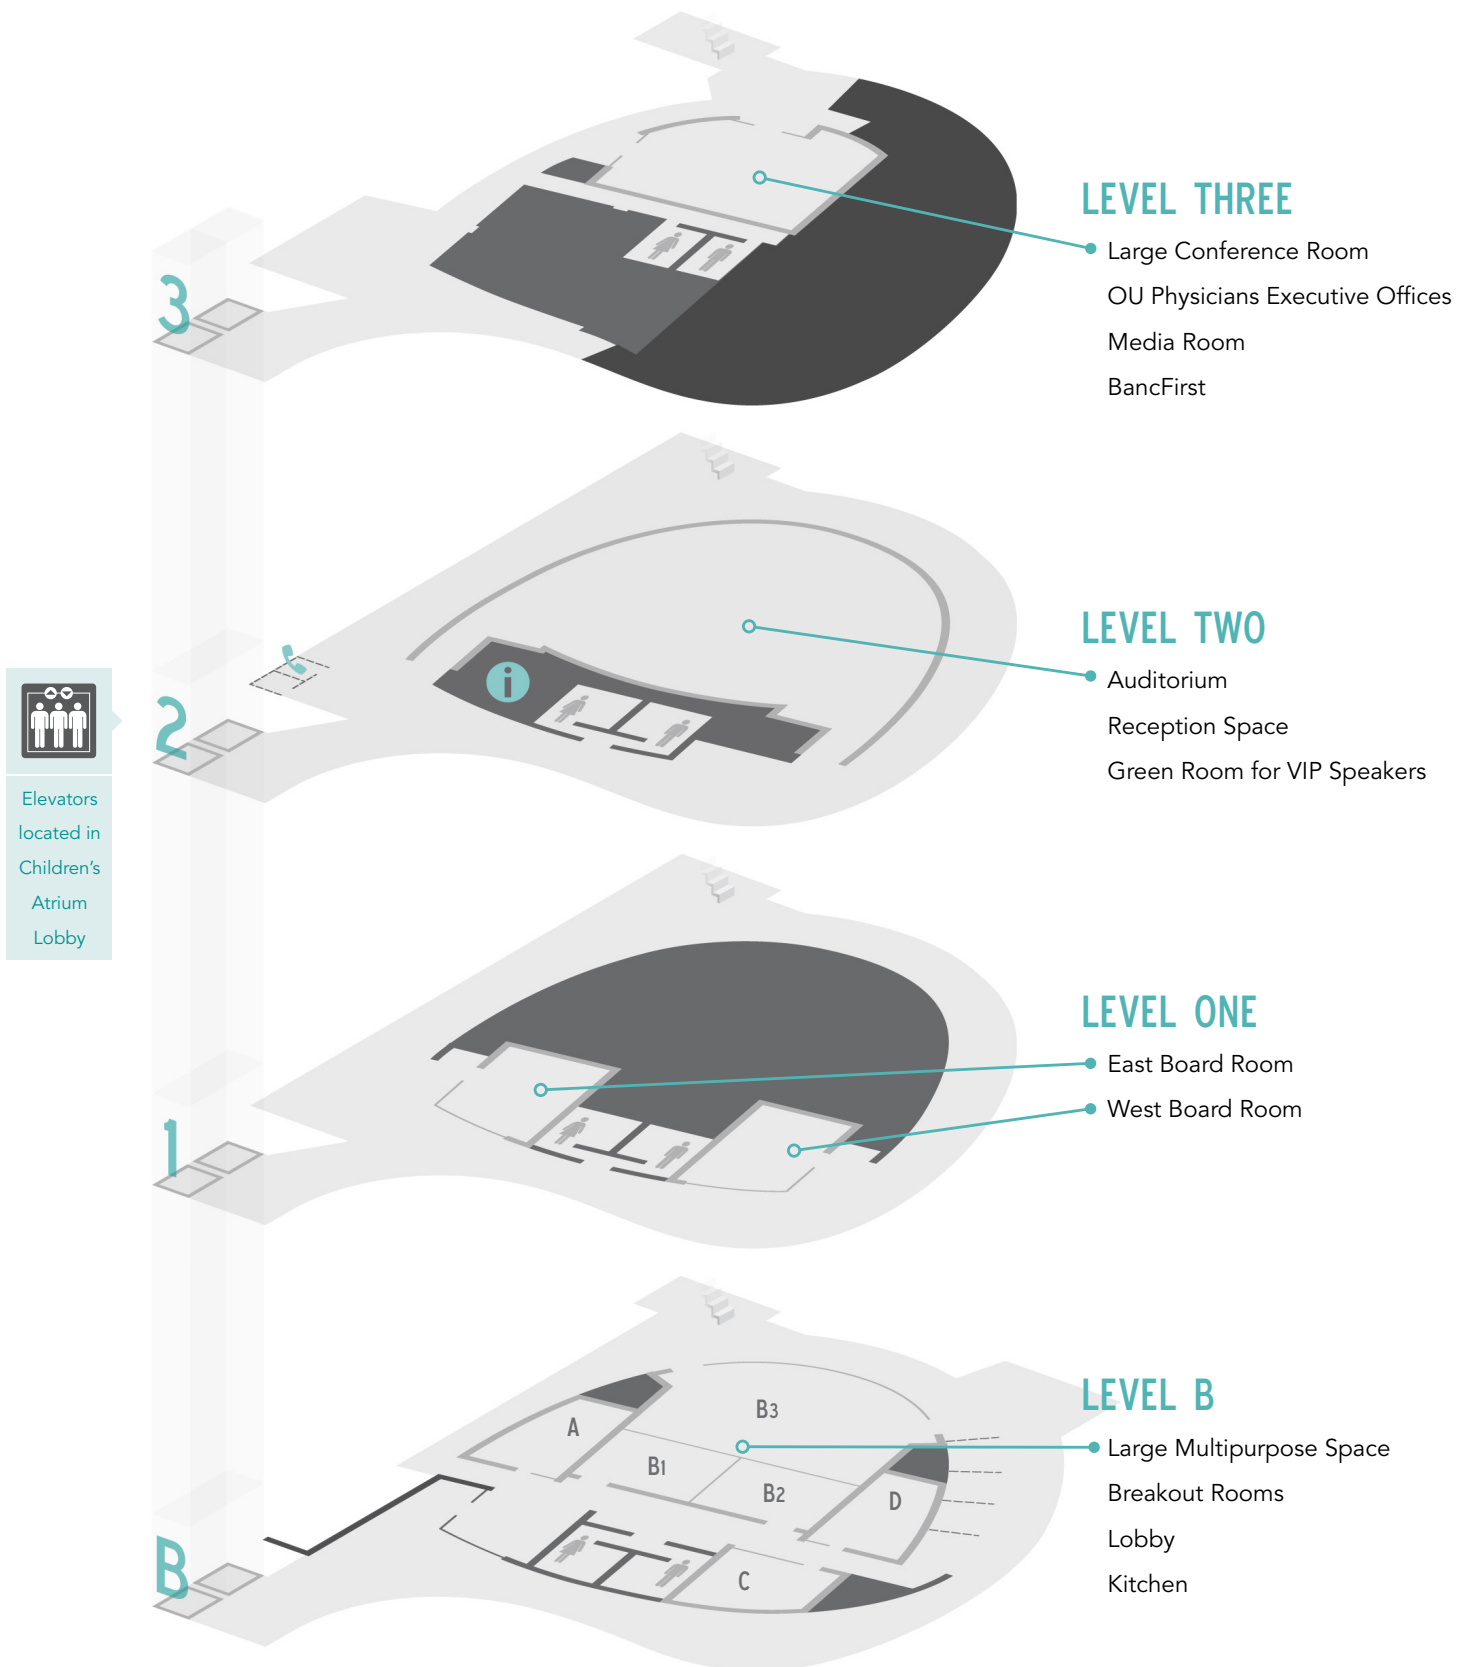 3
LEVEL THREE
Large Conference Room
OU Physicians Executive Offices
Media Room
BancFirst
2
i
LEVEL TWO
Auditorium
Reception Space
Green Room for VIP Speakers
Elevators
located in
Children's
Atrium
Lobby
1
LEVEL ONE
East Board Room
West Board Room
B
A
B3
B1
B2
D
C
LEVEL B
Large Multipurpose Space
Breakout Rooms
Lobby
Kitchen